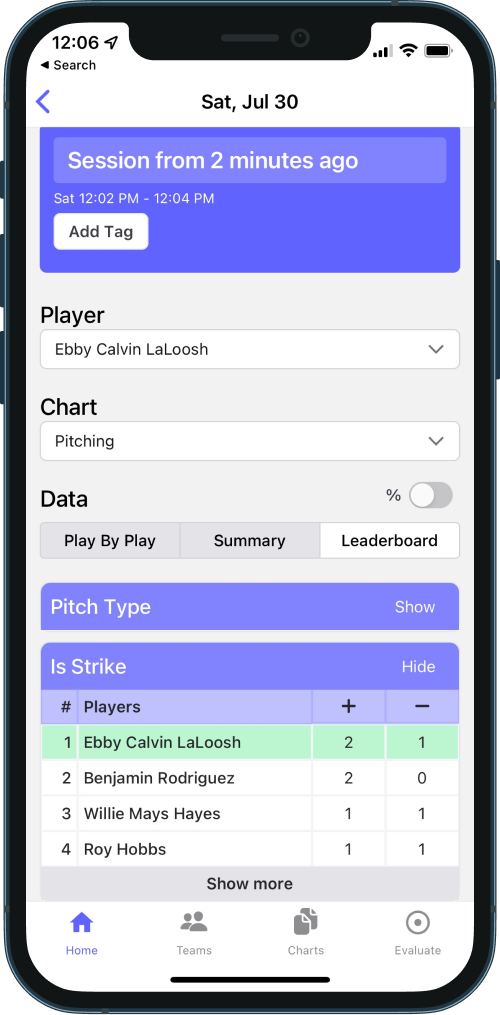 12:06
◀ Search
Sat, Jul 30
Session from 2 minutes ago
Sat 12:02 PM - 12:04 PM
Add Tag
Player
Ebby Calvin LaLoosh
Chart
Pitching
Data %
Play By Play Summary Leaderboard
Pitch Type Show
Is Strike Hide
# Players + −
1 Ebby Calvin LaLoosh 2 1
2 Benjamin Rodriguez 2 0
3 Willie Mays Hayes 1 1
4 Roy Hobbs 1 1
Show more
Home Teams Charts Evaluate